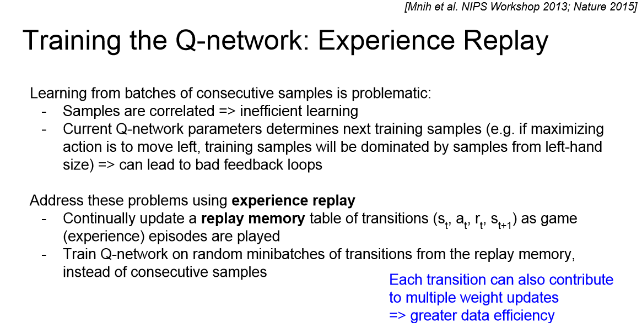 [Mnih et al. NIPS Workshop 2013; Nature 2015]
Training the Q-network: Experience Replay
Learning from batches of consecutive samples is problematic:
- Samples are correlated => inefficient learning
- Current Q-network parameters determines next training samples (e.g. if maximizing
action is to move left, training samples will be dominated by samples from left-hand
size) => can lead to bad feedback loops
Address these problems using experience replay
- Continually update a replay memory table of transitions (sₜ, aₜ, rₜ, sₜ₊₁) as game
(experience) episodes are played
- Train Q-network on random minibatches of transitions from the replay memory,
instead of consecutive samples
Each transition can also contribute
to multiple weight updates
=> greater data efficiency